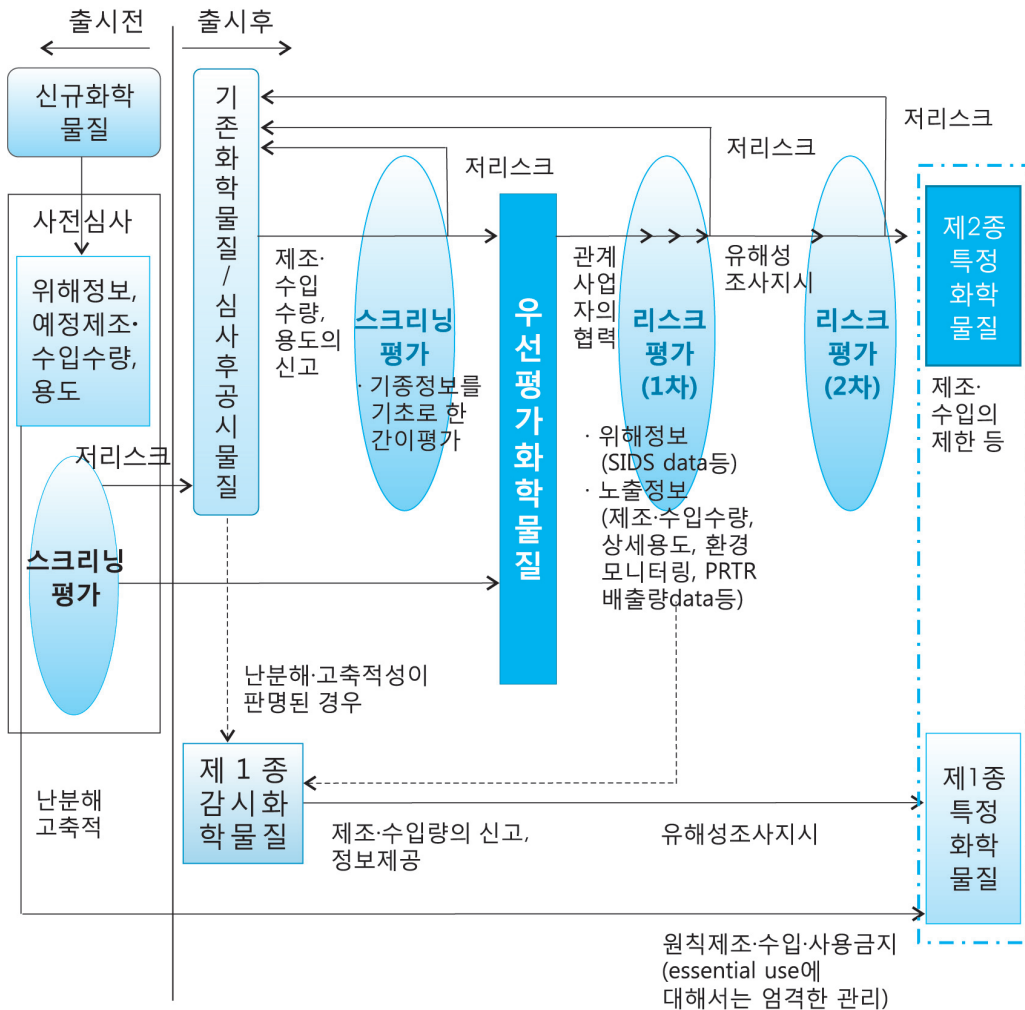 출시전
출시후
신규화학
물질
사전심사
위해정보,
예정제조·
수입수량,
용도
저리스크
스크리닝
평가
난분해
고축적
기존화학물질/심사후공시물질
제조·
수입
수량,
용도의
신고
스크리닝
평가
· 기종정보를
기초로 한
간이평가
저리스크
우선평가화학물질
관계
사업
자의
협력
리스크
평가
(1차)
· 위해정보
(SIDS data등)
· 노출정보
(제조·수입수량,
상세용도, 환경
모니터링, PRTR
배출량data등)
저리스크
유해성
조사지시
리스크
평가
(2차)
저리스크
제2종
특정
화학
물질
제조·
수입의
제한 등
난분해·고축적성이
판명된 경우
제 1 종
감시화
학물질
제조·수입량의 신고,
정보제공
유해성조사지시
제1종
특정
화학
물질
원칙제조·수입·사용금지
(essential use에
대해서는 엄격한 관리)